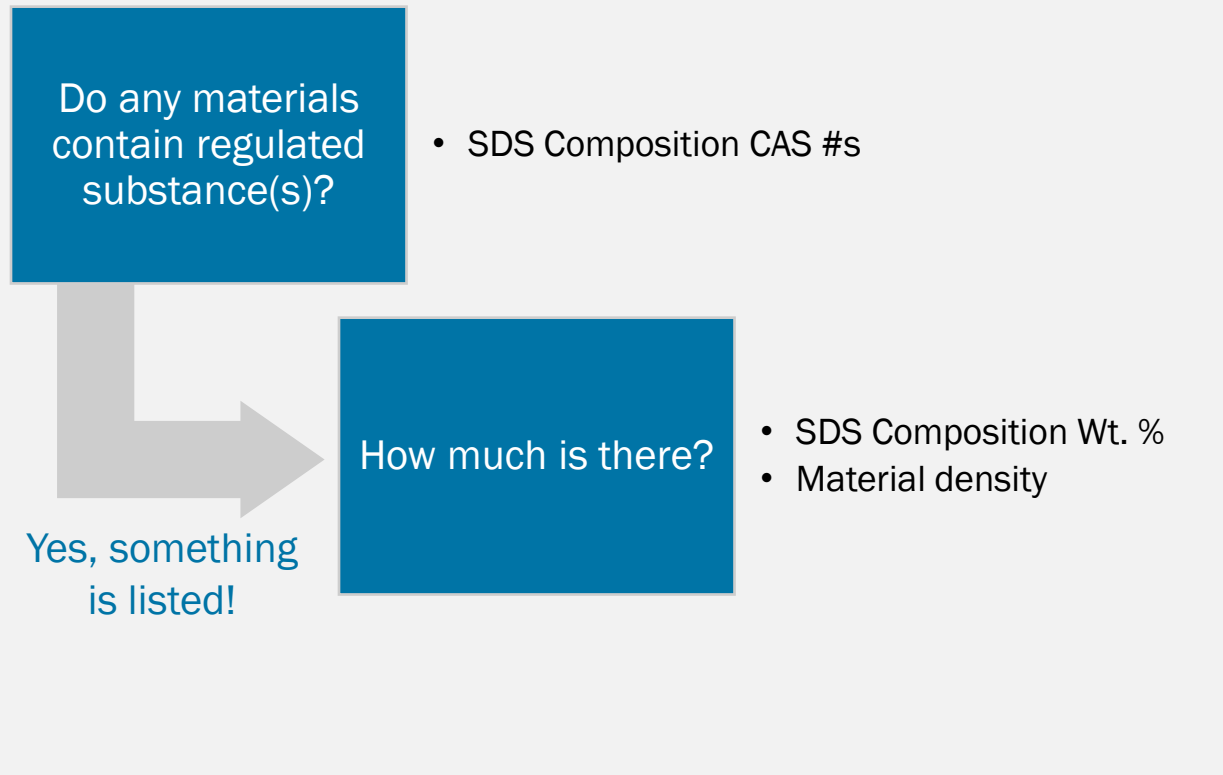 Do any materials
contain regulated
substance(s)?
• SDS Composition CAS #s
How much is there?
• SDS Composition Wt. %
• Material density
Yes, something
is listed!